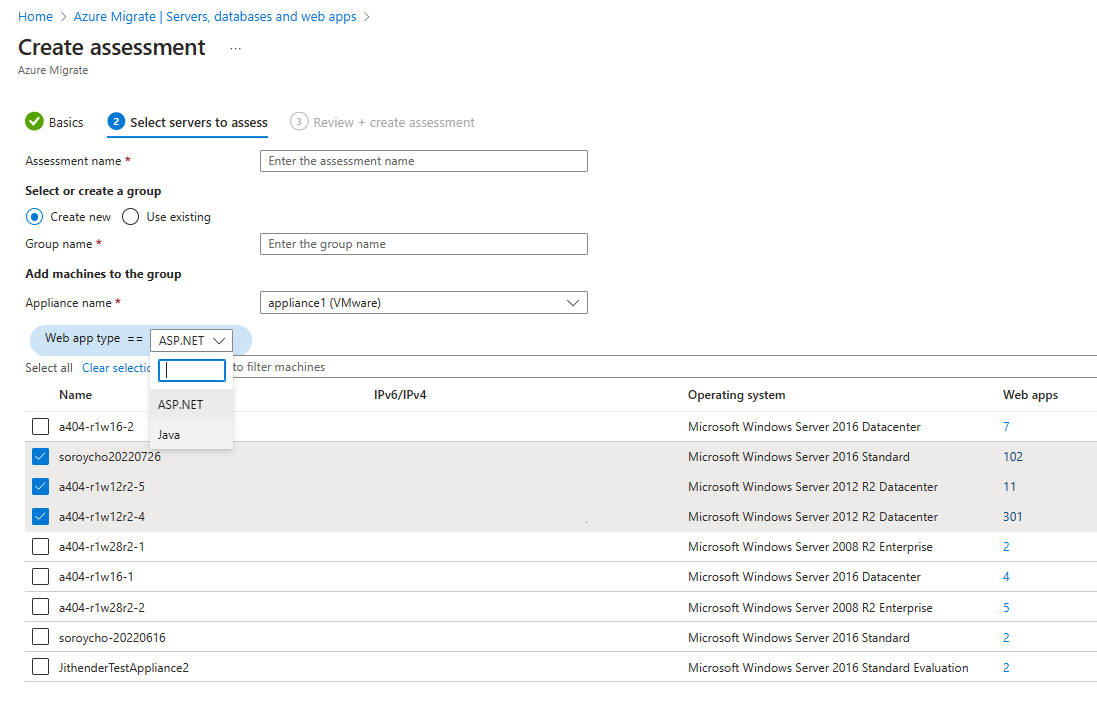 Home > Azure Migrate | Servers, databases and web apps >
Create assessment ...
Azure Migrate
Basics 2 Select servers to assess 3 Review + create assessment
Assessment name * Enter the assessment name
Select or create a group
Create new Use existing
Group name * Enter the group name
Add machines to the group
Appliance name * appliance1 (VMware)
Web app type == ASP.NET
Select all Clear selectio to filter machines
ASP.NET
Java
Name IPv6/IPv4 Operating system Web apps
a404-r1w16-2 Microsoft Windows Server 2016 Datacenter 7
soroycho20220726 Microsoft Windows Server 2016 Standard 102
a404-r1w12r2-5 Microsoft Windows Server 2012 R2 Datacenter 11
a404-r1w12r2-4 Microsoft Windows Server 2012 R2 Datacenter 301
a404-r1w28r2-1 Microsoft Windows Server 2008 R2 Enterprise 2
a404-r1w16-1 Microsoft Windows Server 2016 Datacenter 4
a404-r1w28r2-2 Microsoft Windows Server 2008 R2 Enterprise 5
soroycho-20220616 Microsoft Windows Server 2016 Standard 2
JithenderTestAppliance2 Microsoft Windows Server 2016 Standard Evaluation 2